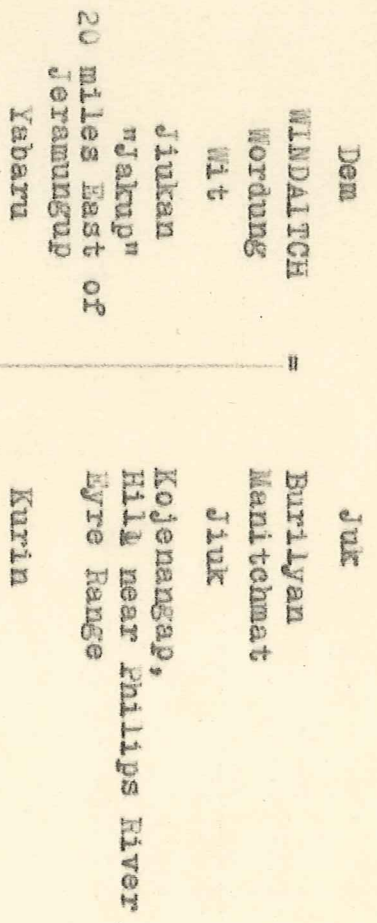 Dem
WINDAITCH =
Wordung
Wit
Jiukan
"Jakup"
20 miles East of
Jeramungup
Yabaru
Juk
Burilyan
Manitchmat
Jiuk
Kojenangap,
Hill near Philips River
Eyre Range
Kurin